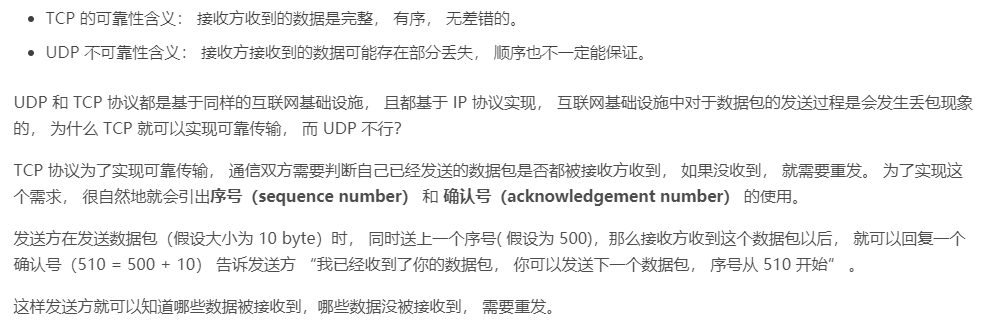 TCP 的可靠性含义： 接收方收到的数据是完整， 有序， 无差错的。
UDP 不可靠性含义： 接收方接收到的数据可能存在部分丢失， 顺序也不一定能保证。
UDP 和 TCP 协议都是基于同样的互联网基础设施， 且都基于 IP 协议实现， 互联网基础设施中对于数据包的发送过程是会发生丢包现象
的， 为什么 TCP 就可以实现可靠传输， 而 UDP 不行？
TCP 协议为了实现可靠传输， 通信双方需要判断自己已经发送的数据包是否都被接收方收到， 如果没收到， 就需要重发。 为了实现这
个需求， 很自然地就会引出序号（sequence number） 和 确认号（acknowledgement number） 的使用。
发送方在发送数据包（假设大小为 10 byte）时， 同时送上一个序号( 假设为 500)，那么接收方收到这个数据包以后， 就可以回复一个
确认号（510 = 500 + 10） 告诉发送方 “我已经收到了你的数据包， 你可以发送下一个数据包， 序号从 510 开始” 。
这样发送方就可以知道哪些数据被接收到，哪些数据没被接收到， 需要重发。